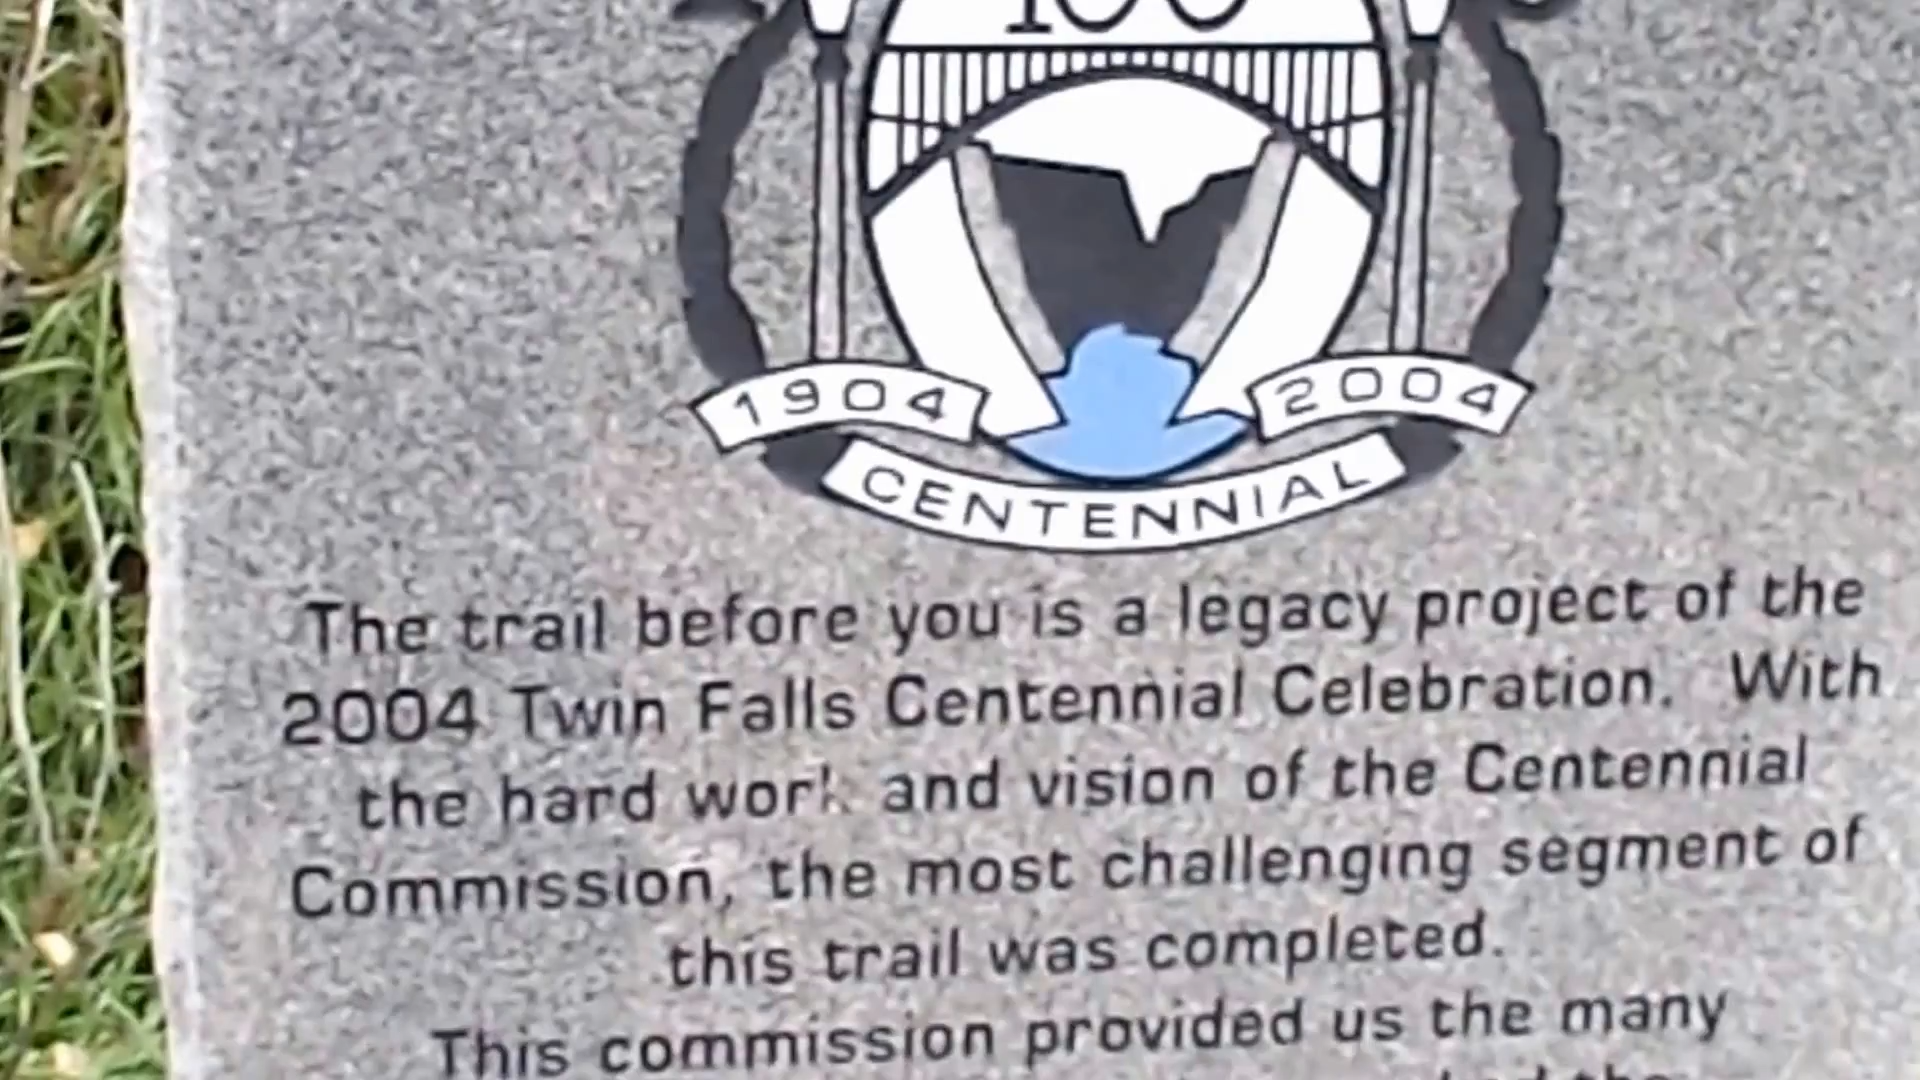 100
1904 2004
CENTENNIAL
The trail before you is a legacy project of the
2004 Twin Falls Centennial Celebration. With
the hard work and vision of the Centennial
Commission, the most challenging segment of
this trail was completed.
This commission provided us the many
the